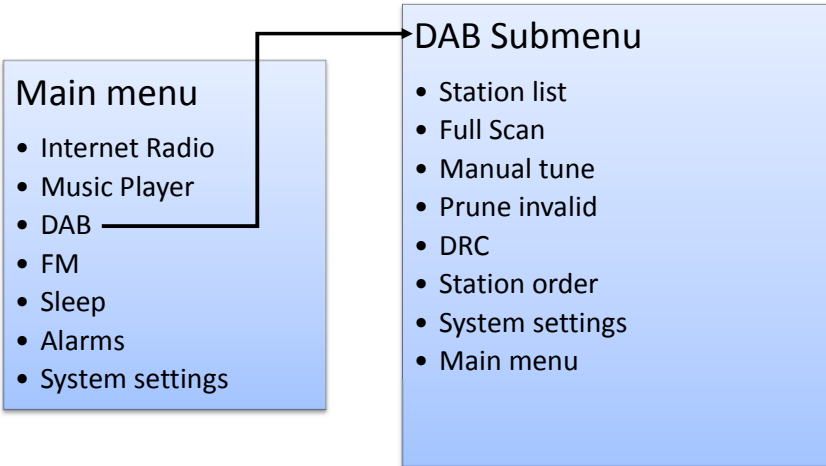 Main menu
• Internet Radio
• Music Player
• DAB
• FM
• Sleep
• Alarms
• System settings
DAB Submenu
• Station list
• Full Scan
• Manual tune
• Prune invalid
• DRC
• Station order
• System settings
• Main menu